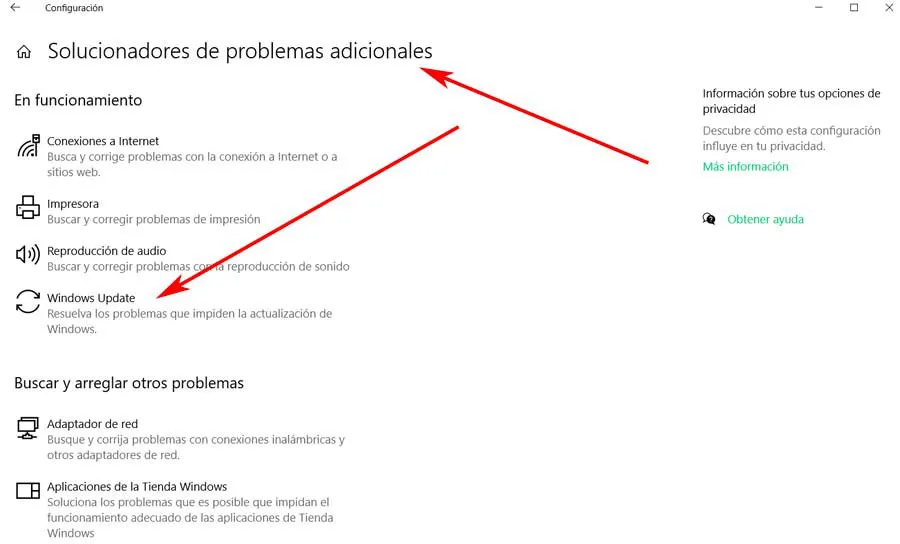 Configuración
Solucionadores de problemas adicionales
En funcionamiento
Conexiones a Internet
Busca y corrige problemas con la conexión a Internet o a
sitios web.
Impresora
Buscar y corregir problemas de impresión
Reproducción de audio
Buscar y corregir problemas con la reproducción de sonido
Windows Update
Resuelva los problemas que impiden la actualización de
Windows.
Buscar y arreglar otros problemas
Adaptador de red
Busque y corrija problemas con conexiones inalámbricas y
otros adaptadores de red.
Aplicaciones de la Tienda Windows
Soluciona los problemas que es posible que impidan el
funcionamiento adecuado de las aplicaciones de Tienda
Windows
Información sobre tus opciones de
privacidad
Descubre cómo esta configuración
influye en tu privacidad.
Más información
Obtener ayuda